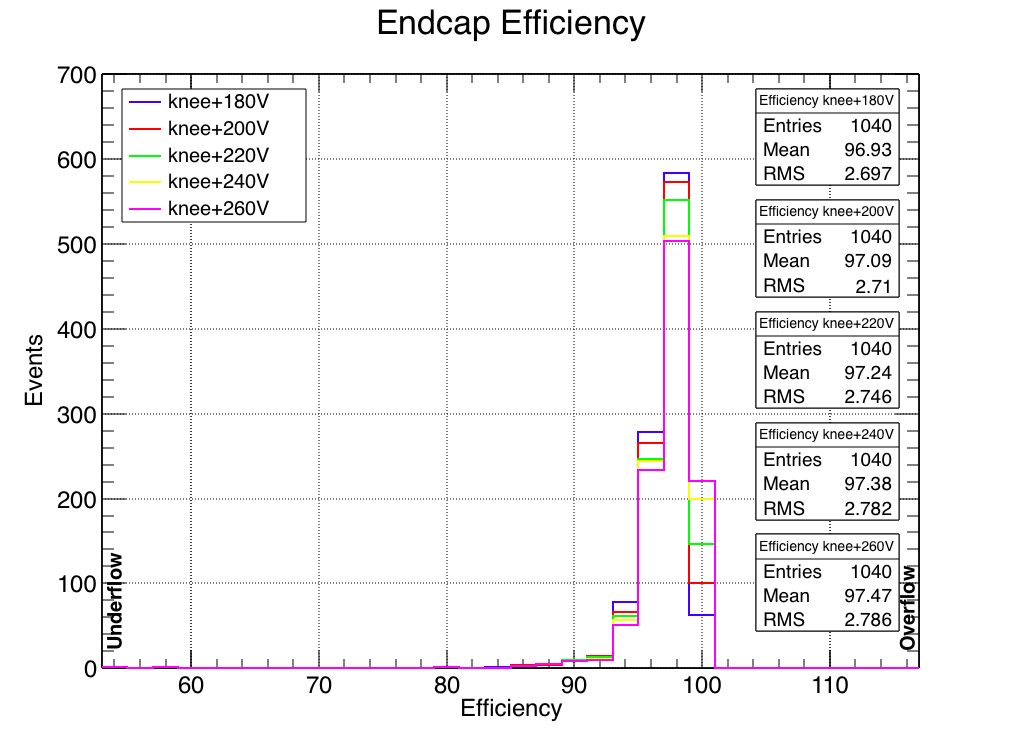 Endcap Efficiency
700
600
500
400
300
200
100
0
Events
knee+180V
knee+200V
knee+220V
knee+240V
knee+260V
Efficiency knee+180V
Entries 1040
Mean 96.93
RMS 2.697
Efficiency knee+200V
Entries 1040
Mean 97.09
RMS 2.71
Efficiency knee+220V
Entries 1040
Mean 97.24
RMS 2.746
Efficiency knee+240V
Entries 1040
Mean 97.38
RMS 2.782
Efficiency knee+260V
Entries 1040
Mean 97.47
RMS 2.786
Underflow
Overflow
60 70 80 90 100 110
Efficiency